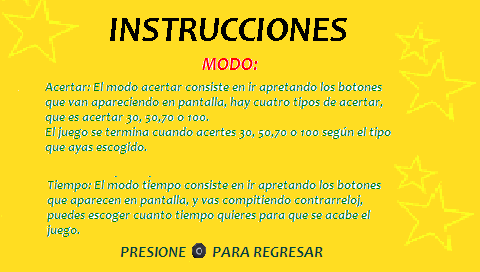 INSTRUCCIONES
MODO:
Acertar: El modo acertar consiste en ir apretando los botones
que van apareciendo en pantalla, hay cuatro tipos de acertar,
que es acertar 30, 50,70 o 100.
El juego se termina cuando acertes 30, 50,70 o 100 según el tipo
que ayas escogido.
Tiempo: El modo tiempo consiste en ir apretando los botones
que aparecen en pantalla, y vas compitiendo contrarreloj,
puedes escoger cuanto tiempo quieres para que se acabe el
juego.
PRESIONE O PARA REGRESAR